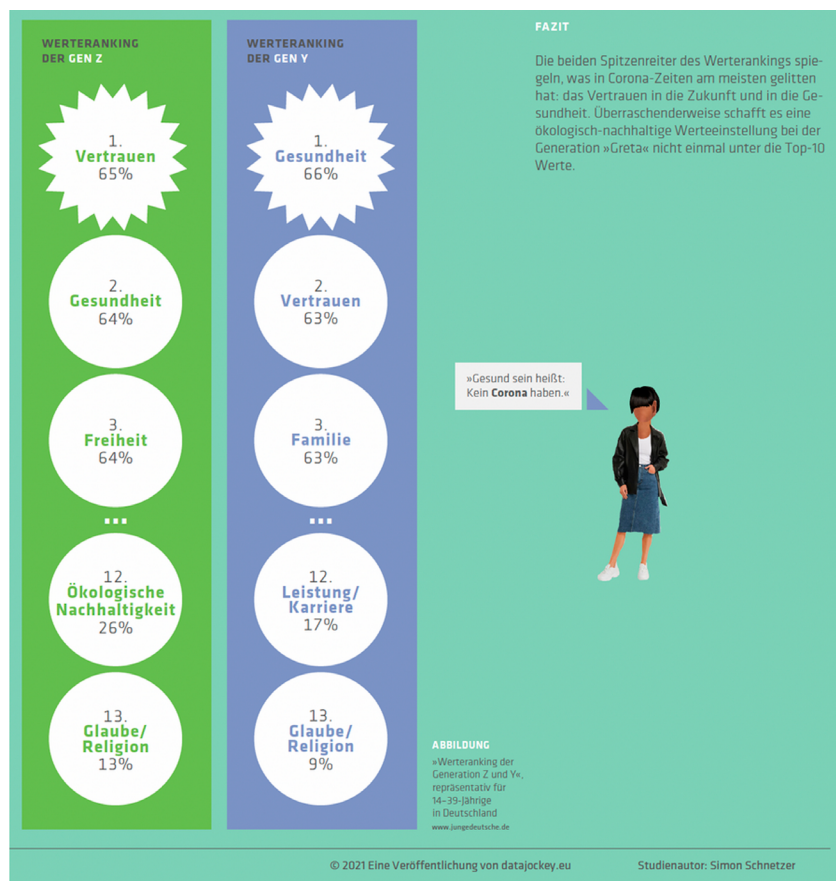 WERTERANKING
DER GEN Z
1.
Vertrauen
65%
2.
Gesundheit
64%
3.
Freiheit
64%
...
12.
Ökologische
Nachhaltigkeit
26%
13.
Glaube/
Religion
13%
WERTERANKING
DER GEN Y
1.
Gesundheit
66%
2.
Vertrauen
63%
3.
Familie
63%
...
12.
Leistung/
Karriere
17%
13.
Glaube/
Religion
9%
FAZIT
Die beiden Spitzenreiter des Werterankings spie-
geln, was in Corona-Zeiten am meisten gelitten
hat: das Vertrauen in die Zukunft und in die Ge-
sundheit. Überraschenderweise schafft es eine
ökologisch-nachhaltige Werteeinstellung bei der
Generation »Greta« nicht einmal unter die Top-10
Werte.
»Gesund sein heißt:
Kein Corona haben.«
ABBILDUNG
»Werteranking der
Generation Z und Y«,
repräsentativ für
14–39-Jährige
in Deutschland
www.jungedeutsche.de
© 2021 Eine Veröffentlichung von datajockey.eu
Studienautor: Simon Schnetzer